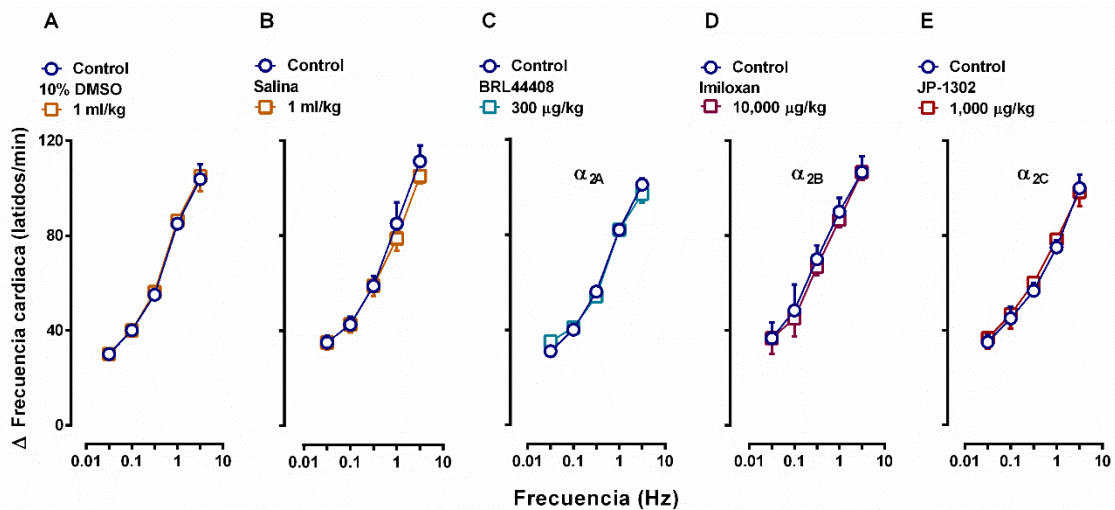 A B C D E
Control Control Control Control Control
10% DMSO Salina BRL44408 Imiloxan JP-1302
1 ml/kg 1 ml/kg 300 µg/kg 10,000 µg/kg 1,000 µg/kg
120
α2A α2B α2C
80
40
0
Δ Frecuencia cardiaca (latidos/min)
0.01 0.1 1 10 0.01 0.1 1 10 0.01 0.1 1 10 0.01 0.1 1 10 0.01 0.1 1 10
Frecuencia (Hz)